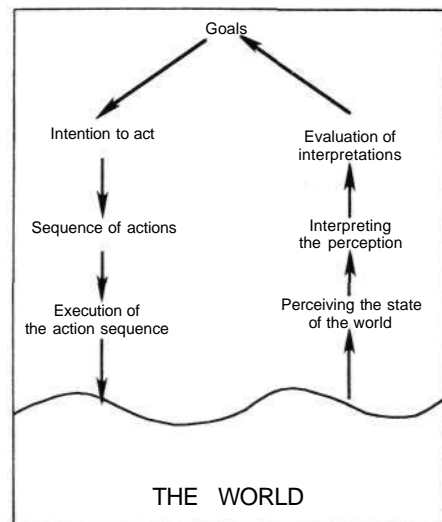 Goals
Intention to act
Sequence of actions
Execution of
the action sequence
Evaluation of
interpretations
Interpreting
the perception
Perceiving the state
of the world
THE WORLD